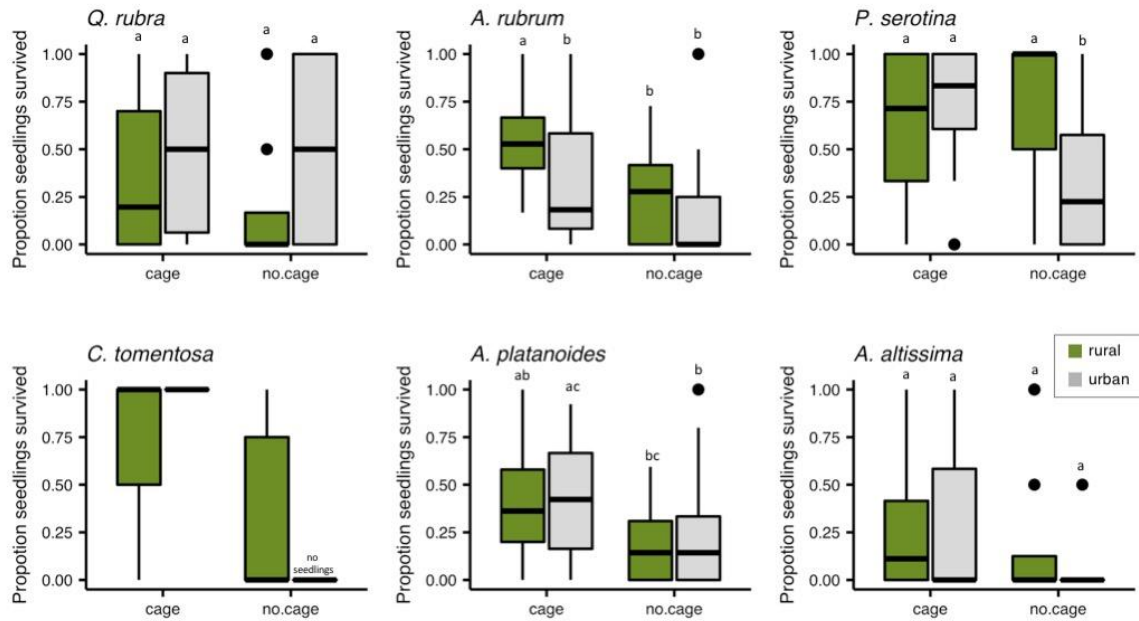 Q. rubra
A. rubrum
P. serotina
Propotion seedlings survived
1.00
0.75
0.50
0.25
0.00
a
a
a
a
cage
no.cage
Propotion seedlings survived
1.00
0.75
0.50
0.25
0.00
a
b
b
b
cage
no.cage
Propotion seedlings survived
1.00
0.75
0.50
0.25
0.00
a
a
a
b
cage
no.cage
C. tomentosa
A. platanoides
A. altissima
rural
urban
Propotion seedlings survived
1.00
0.75
0.50
0.25
0.00
no
seedlings
cage
no.cage
Propotion seedlings survived
1.00
0.75
0.50
0.25
0.00
ab
ac
bc
b
cage
no.cage
Propotion seedlings survived
1.00
0.75
0.50
0.25
0.00
a
a
a
a
cage
no.cage